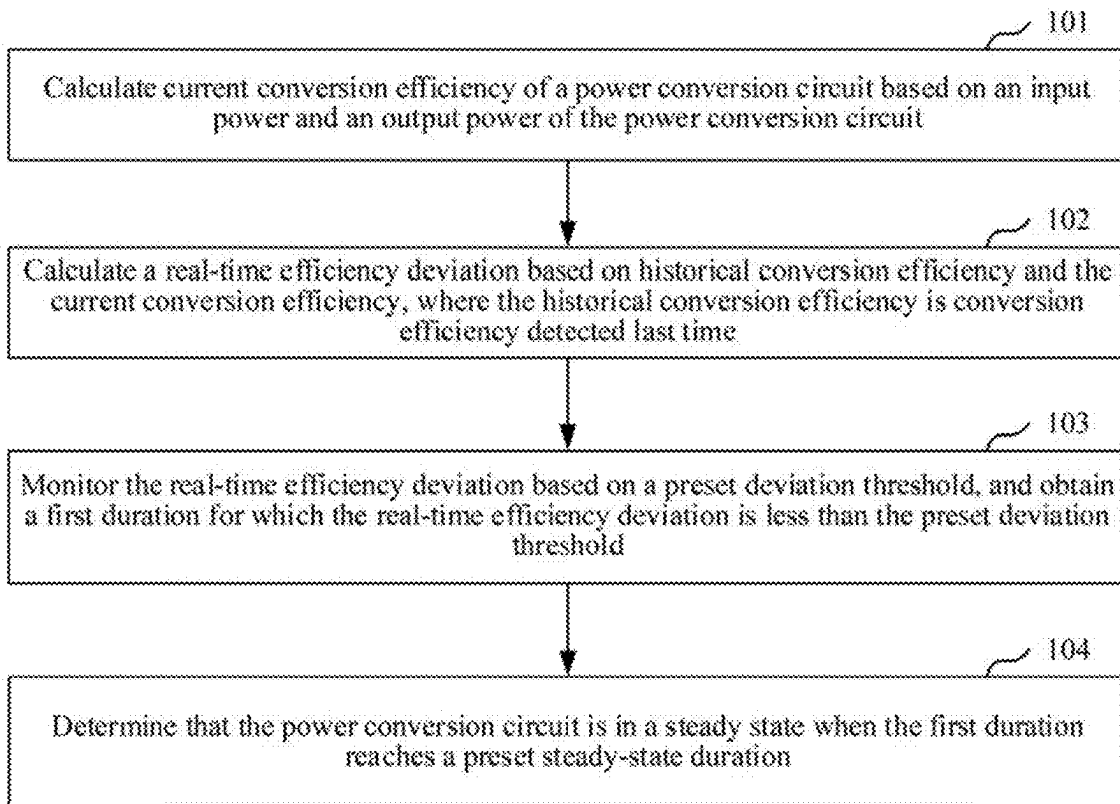 101
Calculate current conversion efficiency of a power conversion circuit based on an input
power and an output power of the power conversion circuit
102
Calculate a real-time efficiency deviation based on historical conversion efficiency and the
current conversion efficiency, where the historical conversion efficiency is conversion
efficiency detected last time
103
Monitor the real-time efficiency deviation based on a preset deviation threshold, and obtain
a first duration for which the real-time efficiency deviation is less than the preset deviation
threshold
104
Determine that the power conversion circuit is in a steady state when the first duration
reaches a preset steady-state duration